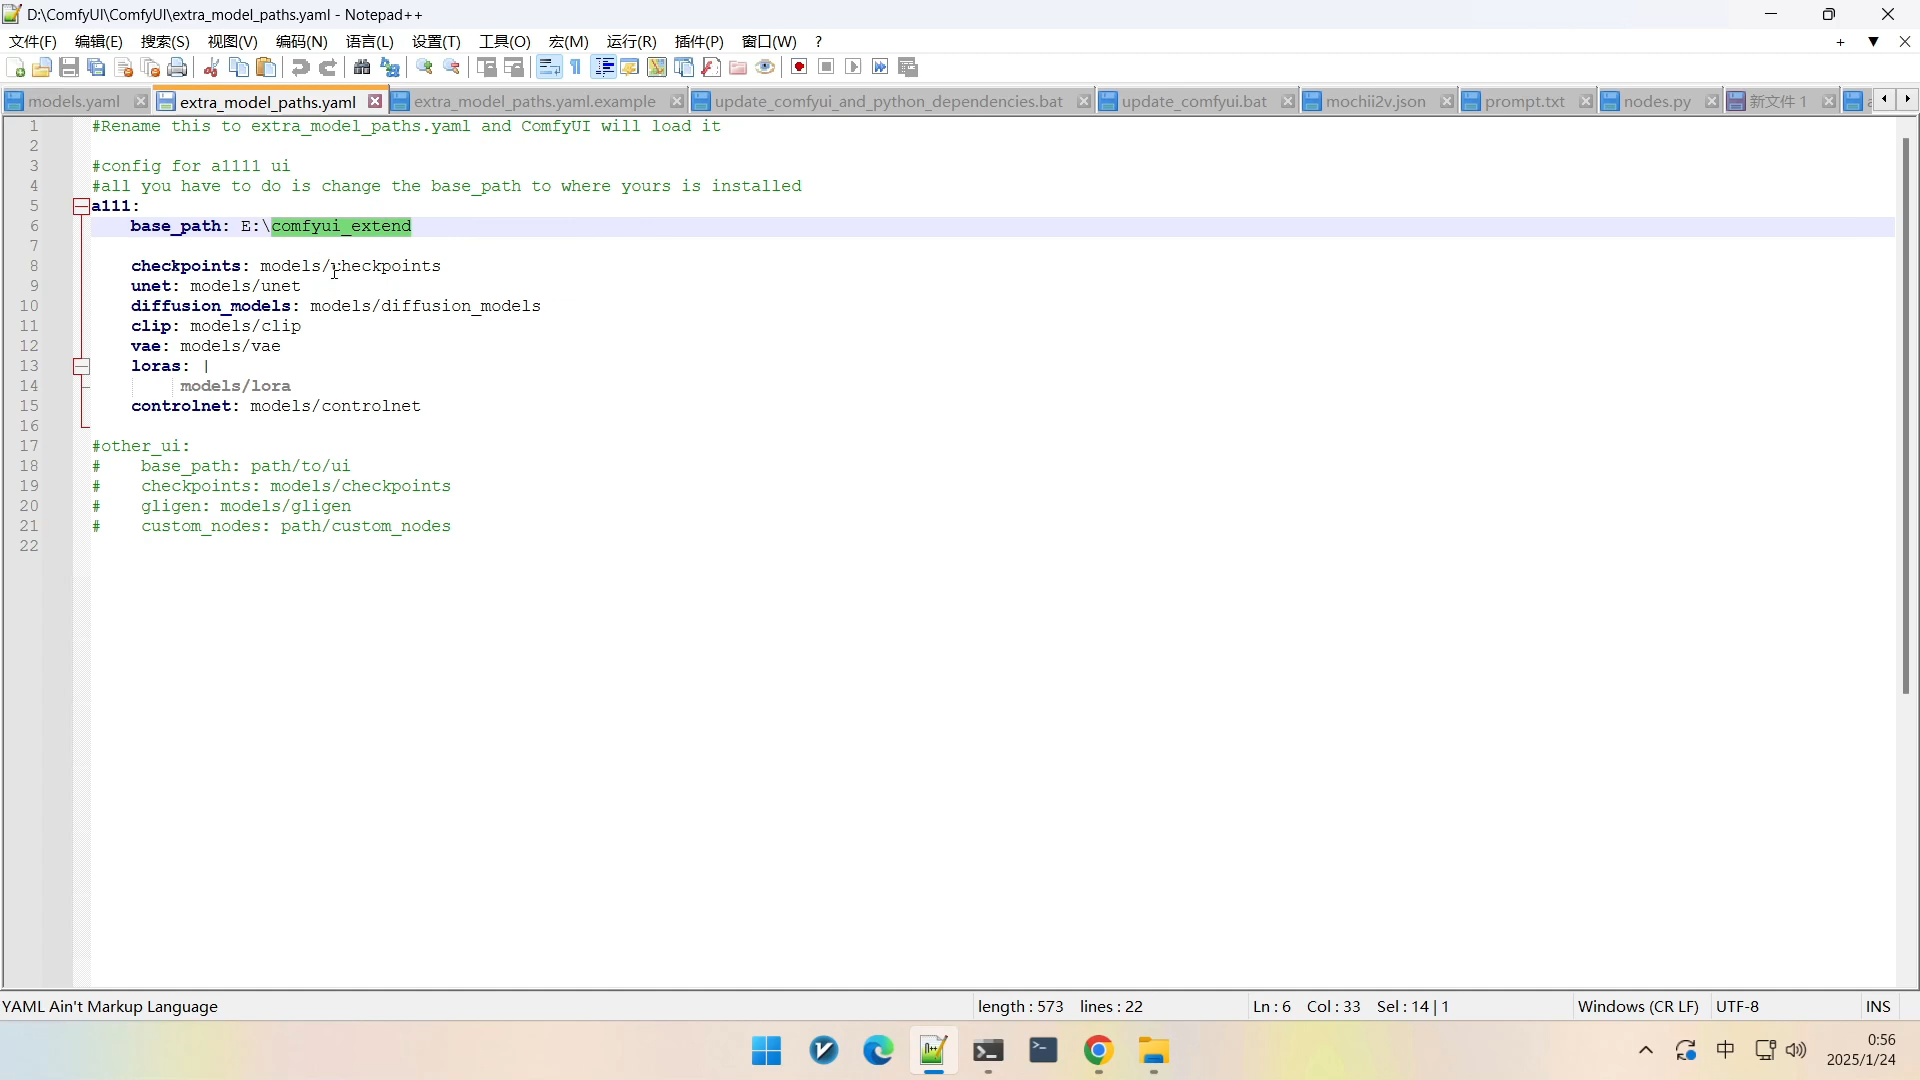 D:\ComfyUI\ComfyUI\extra_model_paths.yaml - Notepad++
文件(F) 编辑(E) 搜索(S) 视图(V) 编码(N) 语言(L) 设置(T) 工具(O) 宏(M) 运行(R) 插件(P) 窗口(W) ?
models.yaml extra_model_paths.yaml extra_model_paths.yaml.example update_comfyui_and_python_dependencies.bat update_comfyui.bat mochii2v.json prompt.txt nodes.py 新文件 1
1 #Rename this to extra_model_paths.yaml and ComfyUI will load it
2
3 #config for a1111 ui
4 #all you have to do is change the base_path to where yours is installed
5 a111:
6 base_path: E:\comfyui_extend
7
8 checkpoints: models/checkpoints
9 unet: models/unet
10 diffusion_models: models/diffusion_models
11 clip: models/clip
12 vae: models/vae
13 loras: |
14 models/lora
15 controlnet: models/controlnet
16
17 #other_ui:
18 # base_path: path/to/ui
19 # checkpoints: models/checkpoints
20 # gligen: models/gligen
21 # custom_nodes: path/custom_nodes
22
YAML Ain't Markup Language length : 573 lines : 22 Ln : 6 Col : 33 Sel : 14 | 1 Windows (CR LF) UTF-8 INS
中 0:56
2025/1/24